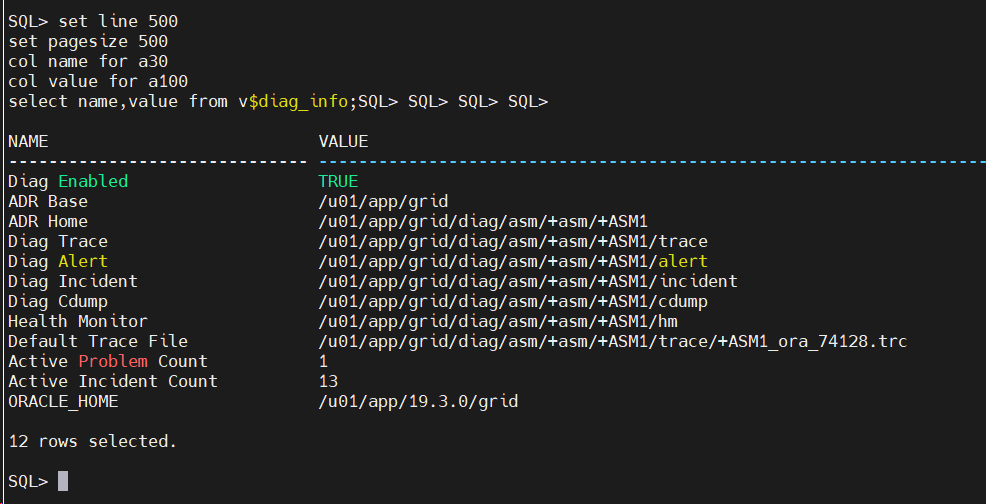 SQL> set line 500
set pagesize 500
col name for a30
col value for a100
select name,value from v$diag_info;SQL> SQL> SQL> SQL>
NAME                           VALUE
------------------------------ -------------------------------------------------------------------
Diag Enabled                   TRUE
ADR Base                       /u01/app/grid
ADR Home                       /u01/app/grid/diag/asm/+asm/+ASM1
Diag Trace                     /u01/app/grid/diag/asm/+asm/+ASM1/trace
Diag Alert                     /u01/app/grid/diag/asm/+asm/+ASM1/alert
Diag Incident                  /u01/app/grid/diag/asm/+asm/+ASM1/incident
Diag Cdump                     /u01/app/grid/diag/asm/+asm/+ASM1/cdump
Health Monitor                 /u01/app/grid/diag/asm/+asm/+ASM1/hm
Default Trace File             /u01/app/grid/diag/asm/+asm/+ASM1/trace/+ASM1_ora_74128.trc
Active Problem Count           1
Active Incident Count          13
ORACLE_HOME                    /u01/app/19.3.0/grid
12 rows selected.
SQL>